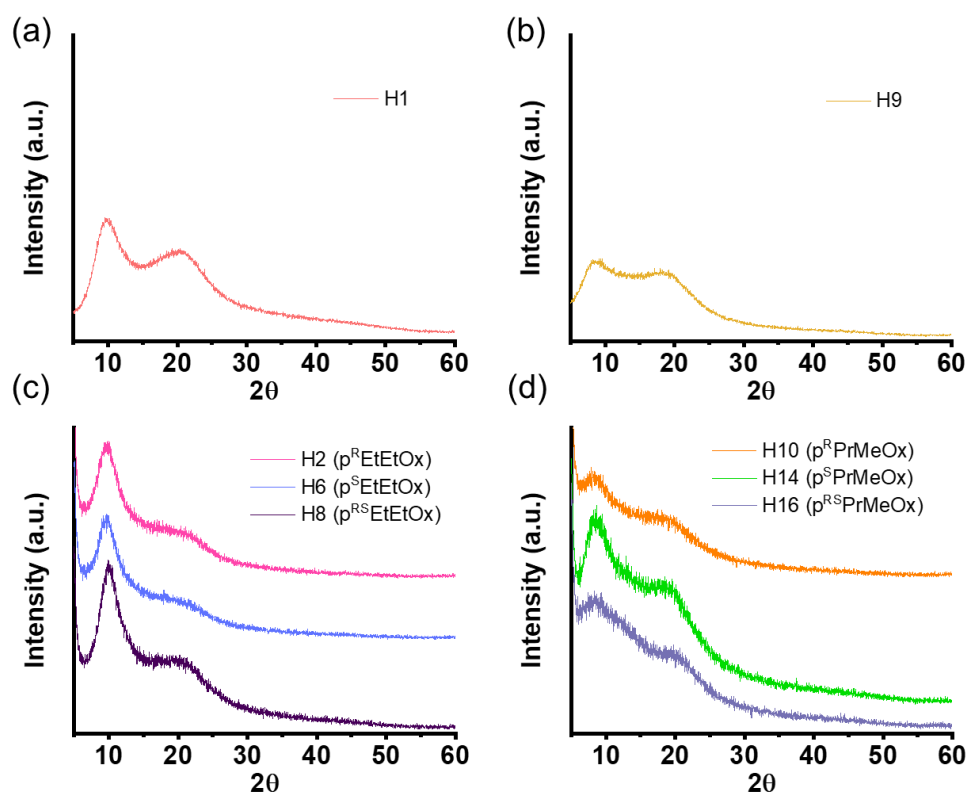 (a)
Intensity (a.u.)
H1
10 20 30 40 50 60
2θ
(b)
Intensity (a.u.)
H9
10 20 30 40 50 60
2θ
(c)
Intensity (a.u.)
H2 (pᴿEtEtOx)
H6 (pˢEtEtOx)
H8 (pᴿˢEtEtOx)
10 20 30 40 50 60
2θ
(d)
Intensity (a.u.)
H10 (pᴿPrMeOx)
H14 (pˢPrMeOx)
H16 (pᴿˢPrMeOx)
10 20 30 40 50 60
2θ